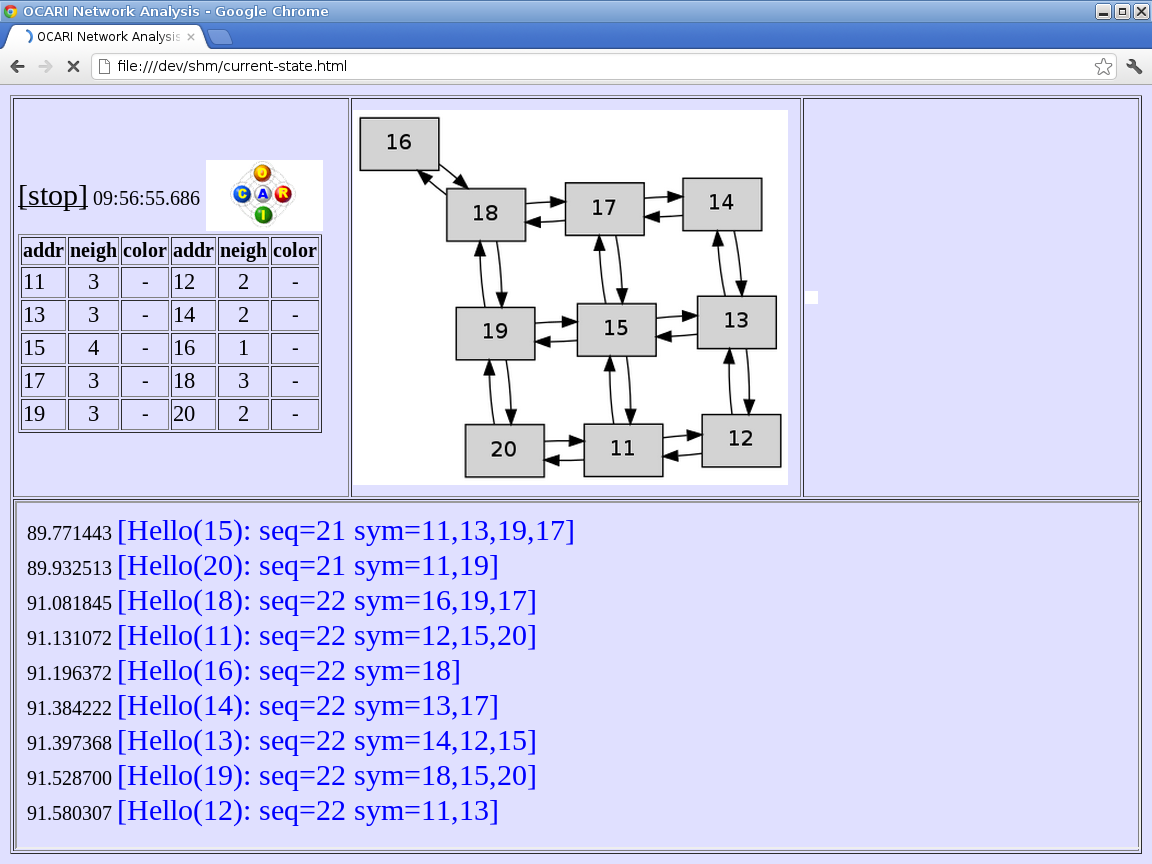 OCARI Network Analysis - Google Chrome
OCARI Network Analysis
file:///dev/shm/current-state.html
[stop] 09:56:55.686
O
C A R
I
addr neigh color addr neigh color
11 3 - 12 2 -
13 3 - 14 2 -
15 4 - 16 1 -
17 3 - 18 3 -
19 3 - 20 2 -
16
18 17 14
19 15 13
20 11 12
89.771443 [Hello(15): seq=21 sym=11,13,19,17]
89.932513 [Hello(20): seq=21 sym=11,19]
91.081845 [Hello(18): seq=22 sym=16,19,17]
91.131072 [Hello(11): seq=22 sym=12,15,20]
91.196372 [Hello(16): seq=22 sym=18]
91.384222 [Hello(14): seq=22 sym=13,17]
91.397368 [Hello(13): seq=22 sym=14,12,15]
91.528700 [Hello(19): seq=22 sym=18,15,20]
91.580307 [Hello(12): seq=22 sym=11,13]